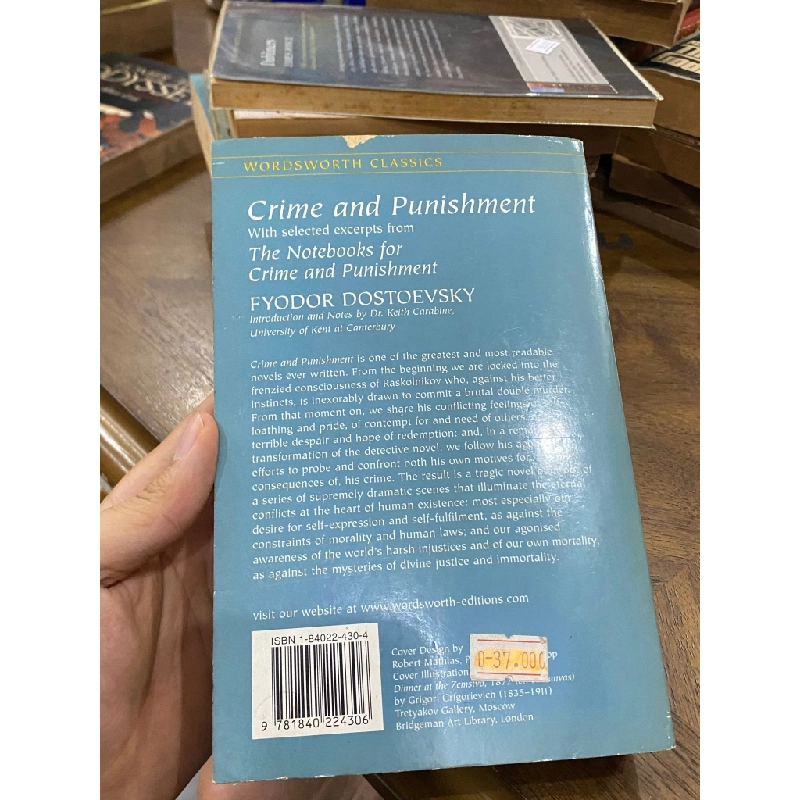 WORDSWORTH CLASSICS
Crime and Punishment
With selected excerpts from
The Notebooks for
Crime and Punishment
FYODOR DOSTOEVSKY
Introduction and Notes by Dr. Keith Carabine,
University of Kent at Canterbury
Crime and Punishment is one of the greatest and most readable
novels ever written. From the beginning we are locked into the
frenzied consciousness of Raskolnikov who, against his better
instincts, is inexorably drawn to commit a brutal double murder.
From that moment on, we share his conflicting feelings
loathing and pride, of contempt for and need of others,
terrible despair and hope of redemption: and, in a
transformation of the detective novel, we follow his
efforts to probe and confront both his own motives for,
consequences of, his crime. The result is a tragic novel
a series of supremely dramatic scenes that illuminate the eternal
conflicts at the heart of human existence: most especially our
desire for self-expression and self-fulfilment, as against the
constraints of morality and human laws; and our agonised
awareness of the world's harsh injustices and of our own mortality,
as against the mysteries of divine justice and immortality.
visit our website at www.wordsworth-editions.com
ISBN 1-84022-430-4
9 781840 224306
Cover Design by
Robert Mathias,
Cover Illustration
Dinner at the Zemstvo,
by Grigori Grigorievich (1835-1911)
Tretyakov Gallery, Moscow
Bridgeman Art Library, London
0-37.000